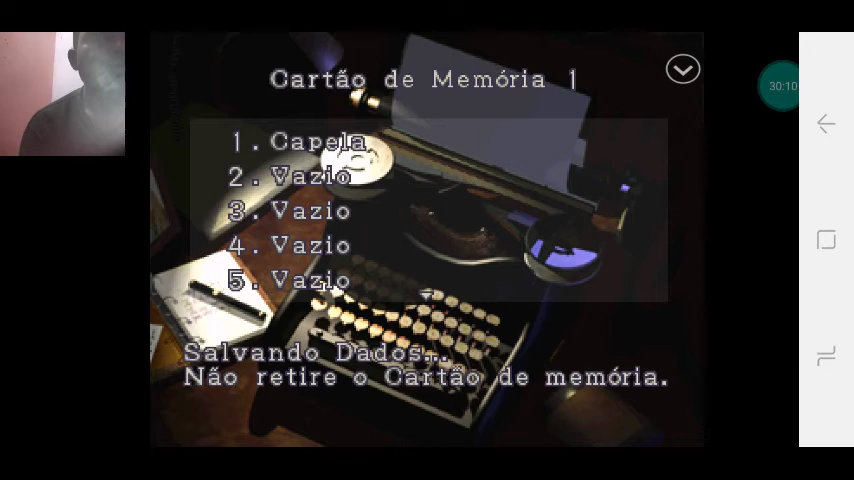 Cartão de Memória 1
30:10
1. Capela
2. Vazio
3. Vazio
4. Vazio
5. Vazio
Salvando Dados...
Não retire o Cartão de memória.